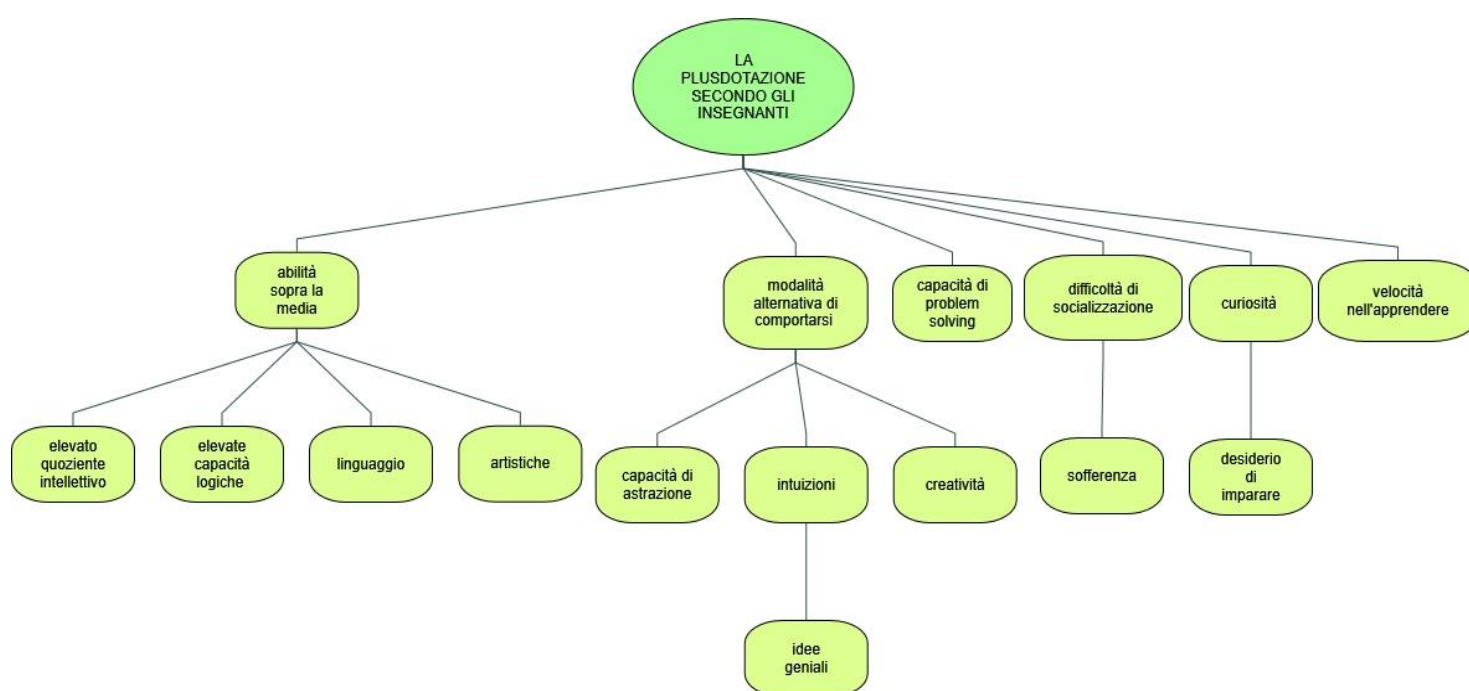 LA
PLUSDOTAZIONE
SECONDO GLI
INSEGNANTI
abilità
sopra la
media
modalità
alternativa di
comportarsi
capacità di
problem
solving
difficoltà di
socializzazione
curiosità
velocità
nell'apprendere
elevato
quoziente
intellettivo
elevate
capacità
logiche
linguaggio
artistiche
capacità di
astrazione
intuizioni
creatività
sofferenza
desiderio
di
imparare
idee
geniali